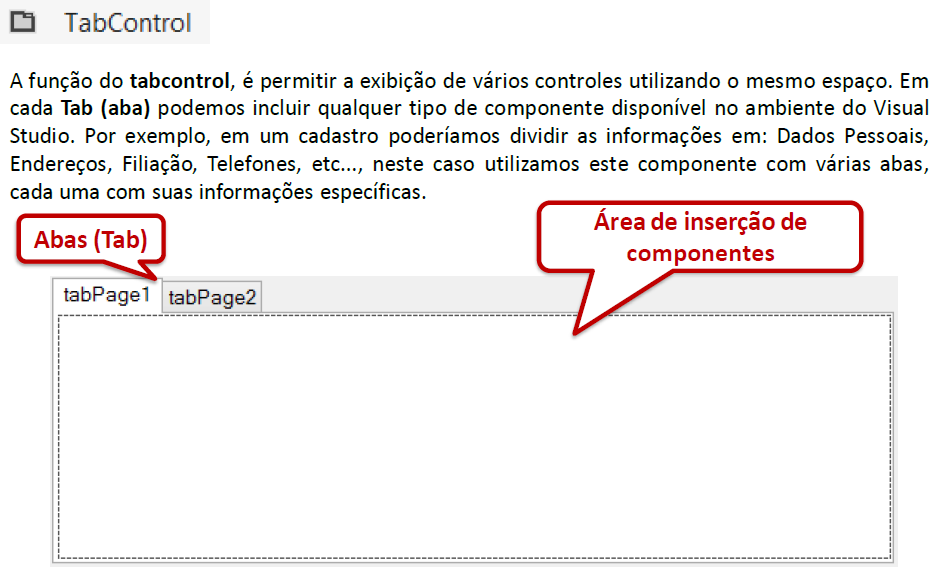 TabControl
A função do tabcontrol, é permitir a exibição de vários controles utilizando o mesmo espaço. Em
cada Tab (aba) podemos incluir qualquer tipo de componente disponível no ambiente do Visual
Studio. Por exemplo, em um cadastro poderíamos dividir as informações em: Dados Pessoais,
Endereços, Filiação, Telefones, etc..., neste caso utilizamos este componente com várias abas,
cada uma com suas informações específicas.
Abas (Tab)
Área de inserção de
componentes
tabPage1
tabPage2